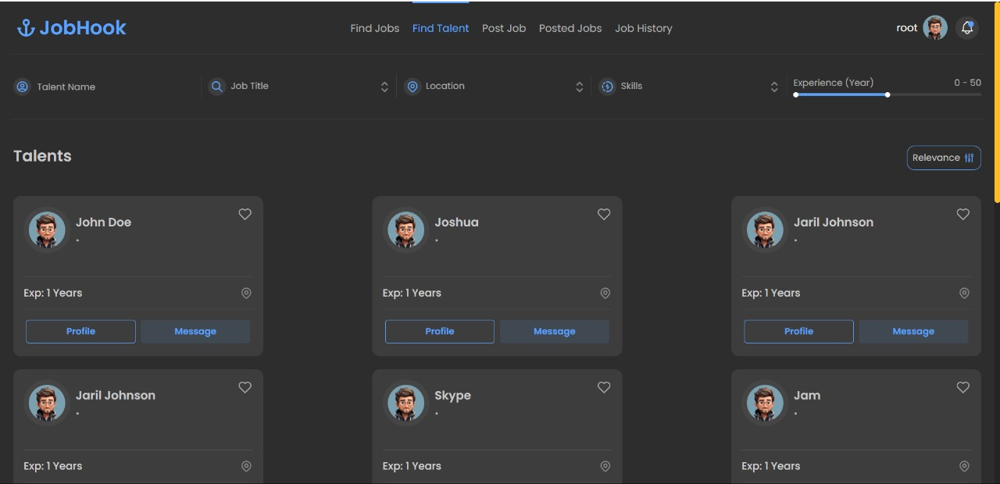 JobHook
Find Jobs Find Talent Post Job Posted Jobs Job History
root
Talent Name
Job Title
Location
Skills
Experience (Year) 0 - 50
Talents
Relevance
John Doe
Exp: 1 Years
Profile Message
Joshua
Exp: 1 Years
Profile Message
Jaril Johnson
Exp: 1 Years
Profile Message
Jaril Johnson
Exp: 1 Years
Skype
Exp: 1 Years
Jam
Exp: 1 Years